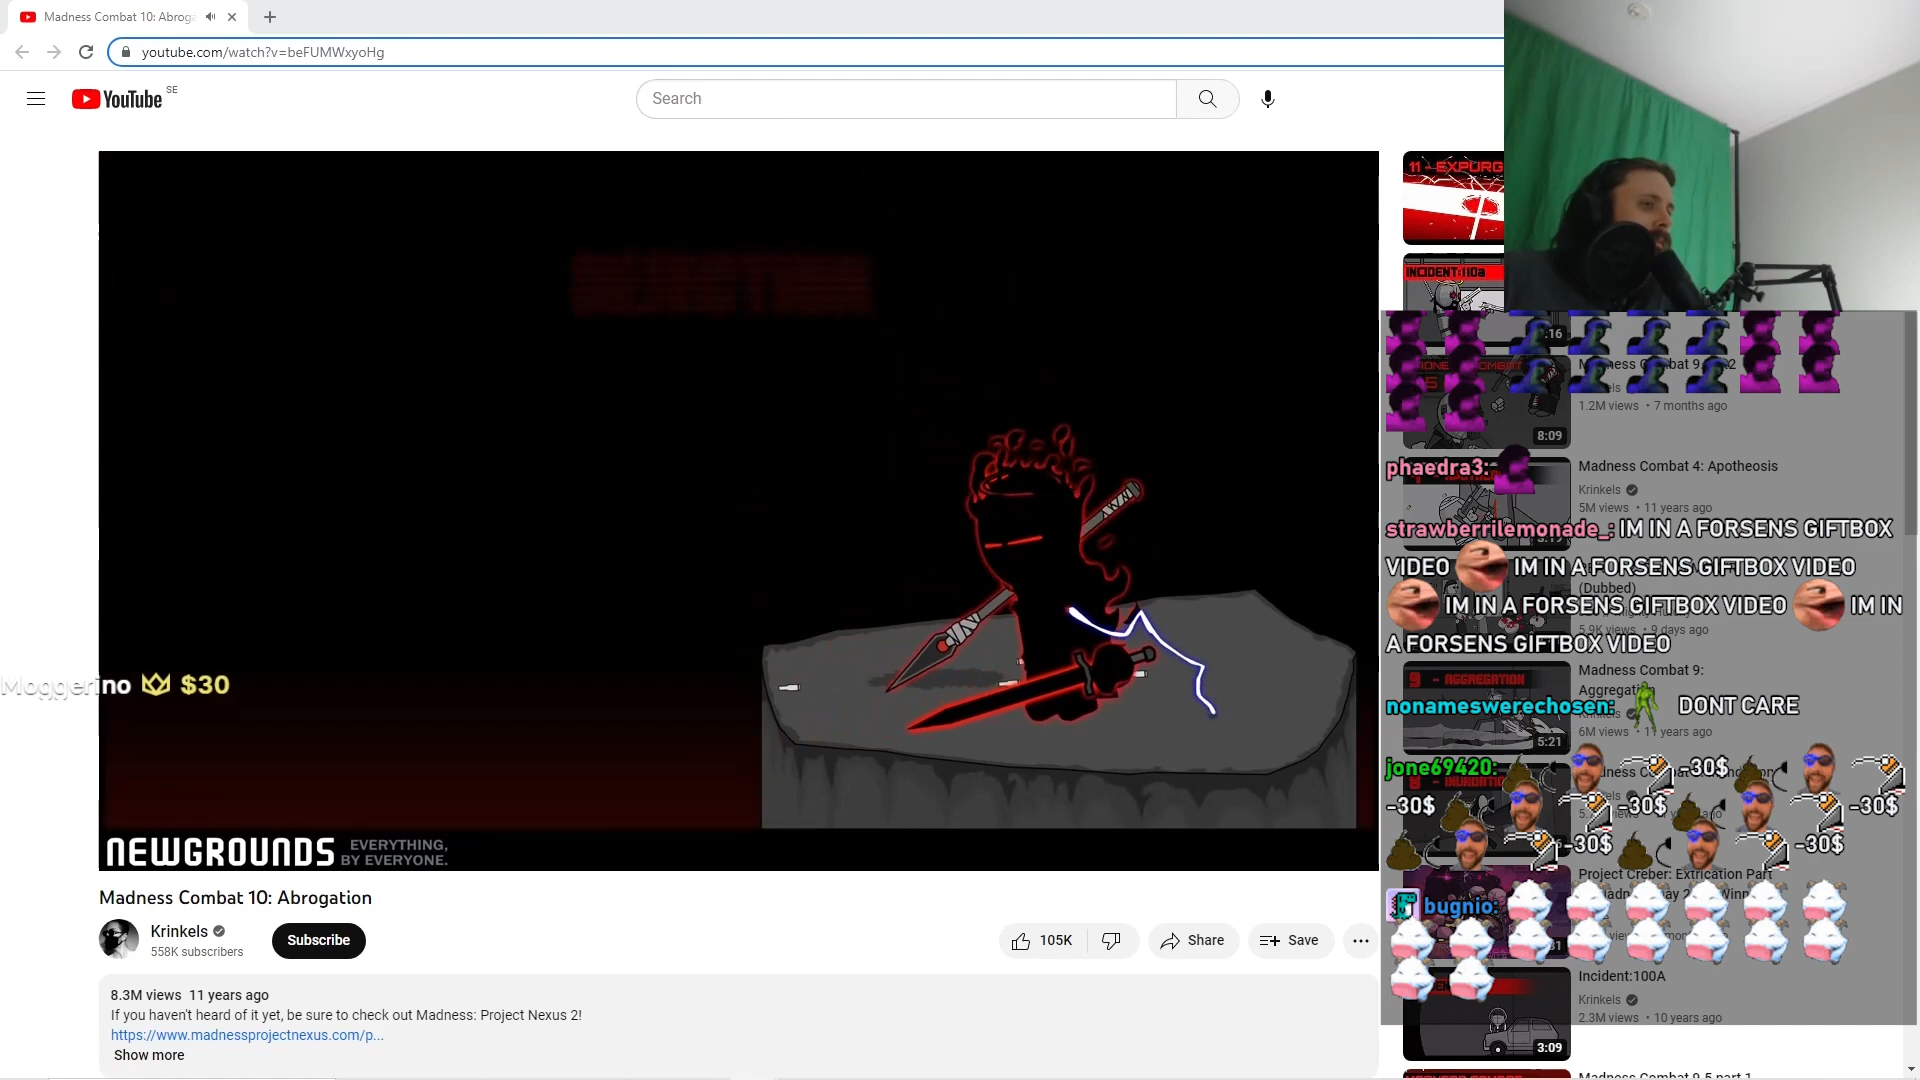 Madness Combat 10: Abroga
youtube.com/watch?v=beFUMWxyoHg
YouTube SE
Search
11 - EXPURG
INCIDENT:110a
:16
1.2M views • 7 months ago
8:09
phaedra3:
Madness Combat 4: Apotheosis
Krinkels
5M views • 11 years ago
strawberrilemonade_: IM IN A FORSENS GIFTBOX
VIDEO IM IN A FORSENS GIFTBOX VIDEO
(Dubbed)
IM IN A FORSENS GIFTBOX VIDEO IM IN
A FORSENS GIFTBOX VIDEO
5.9K views • 9 days ago
Madness Combat 9:
9 - AGGREGATION
Moggerino $30
nonameswerechosen: DONT CARE
6M views • 11 years ago
5:21
jone69420: -30$
-30$ -30$ -30$
-30$ -30$
NEWGROUNDS EVERYTHING,
BY EVERYONE.
Project Creber: Extrication Part
bugnio:
Madness Combat 10: Abrogation
Krinkels
558K subscribers
Subscribe
105K
Share
Save
8.3M views 11 years ago
If you haven't heard of it yet, be sure to check out Madness: Project Nexus 2!
https://www.madnessprojectnexus.com/p...
Show more
Incident:100A
Krinkels
2.3M views • 10 years ago
3:09
Madness Combat 9.5 part 1